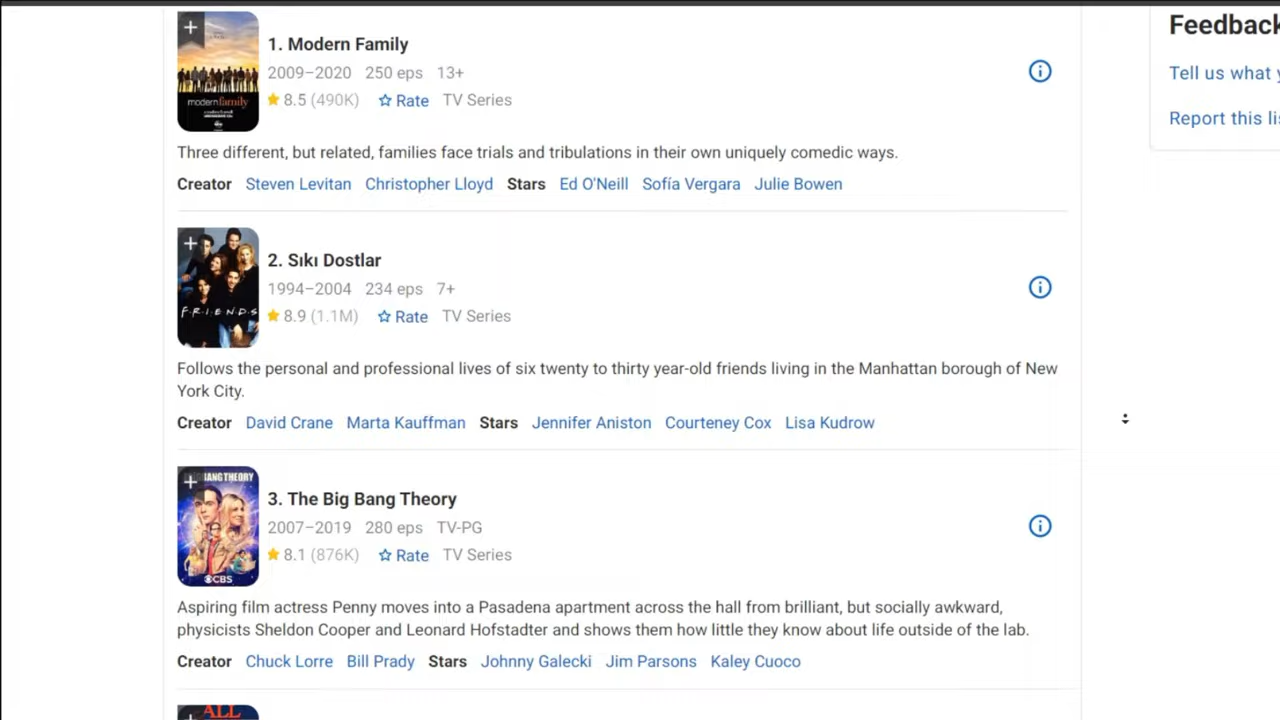 Feedback
Tell us what y
Report this lis
modern family
abc
1. Modern Family
2009–2020 250 eps 13+
8.5 (490K) Rate TV Series
Three different, but related, families face trials and tribulations in their own uniquely comedic ways.
Creator Steven Levitan Christopher Lloyd Stars Ed O'Neill Sofía Vergara Julie Bowen
F·R·I·E·N·D·S
2. Sıkı Dostlar
1994–2004 234 eps 7+
8.9 (1.1M) Rate TV Series
Follows the personal and professional lives of six twenty to thirty year-old friends living in the Manhattan borough of New
York City.
Creator David Crane Marta Kauffman Stars Jennifer Aniston Courteney Cox Lisa Kudrow
BANG THEORY
CBS
3. The Big Bang Theory
2007–2019 280 eps TV-PG
8.1 (876K) Rate TV Series
Aspiring film actress Penny moves into a Pasadena apartment across the hall from brilliant, but socially awkward,
physicists Sheldon Cooper and Leonard Hofstadter and shows them how little they know about life outside of the lab.
Creator Chuck Lorre Bill Prady Stars Johnny Galecki Jim Parsons Kaley Cuoco
ALL